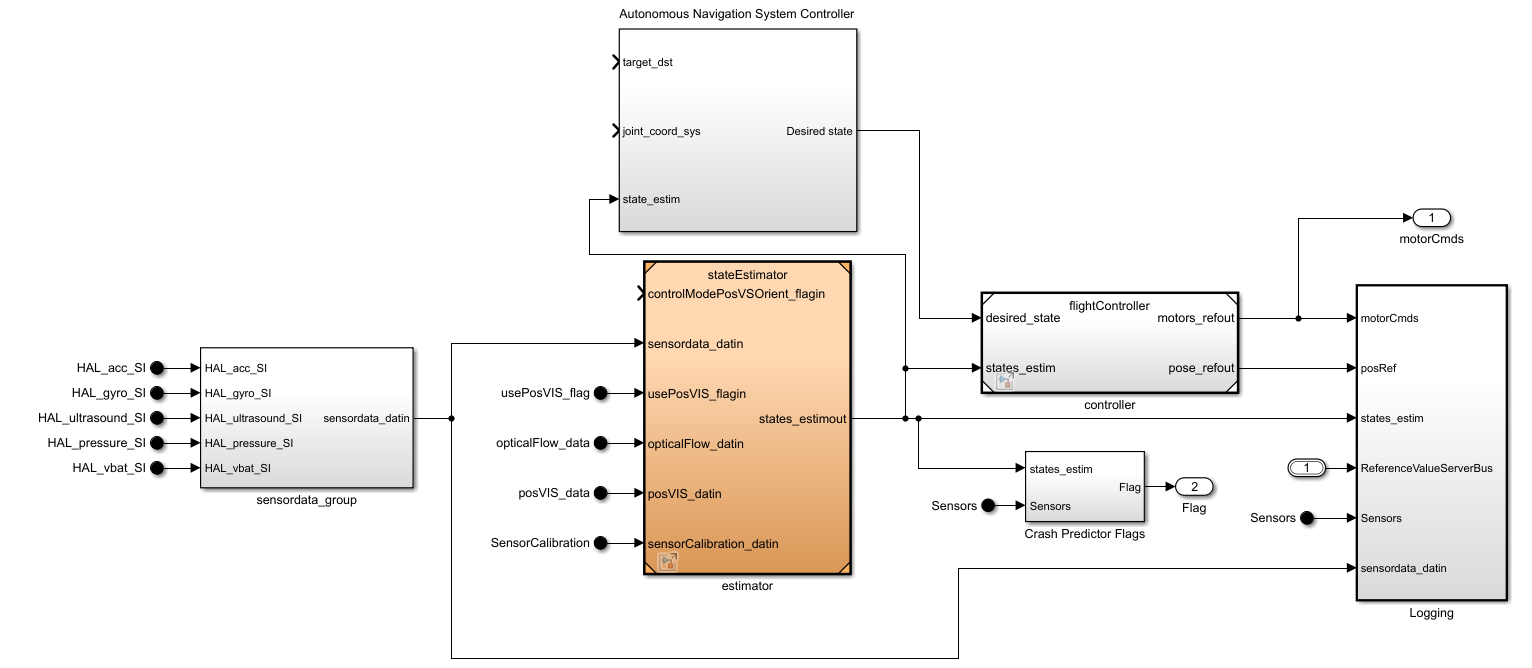 Autonomous Navigation System Controller
target_dst
joint_coord_sys
Desired state
state_estim
1
motorCmds
stateEstimator
controlModePosVSOrient_flagin
sensordata_datin
usePosVIS_flag
usePosVIS_flagin
states_estimout
opticalFlow_data
opticalFlow_datin
posVIS_data
posVIS_datin
SensorCalibration
sensorCalibration_datin
estimator
HAL_acc_SI
HAL_acc_SI
HAL_gyro_SI
HAL_gyro_SI
HAL_ultrasound_SI
HAL_ultrasound_SI
sensordata_datin
HAL_pressure_SI
HAL_pressure_SI
HAL_vbat_SI
HAL_vbat_SI
sensordata_group
flightController
desired_state
motors_refout
states_estim
pose_refout
controller
states_estim
Flag
Sensors
Sensors
Crash Predictor Flags
2
Flag
motorCmds
posRef
states_estim
1
ReferenceValueServerBus
Sensors
Sensors
sensordata_datin
Logging